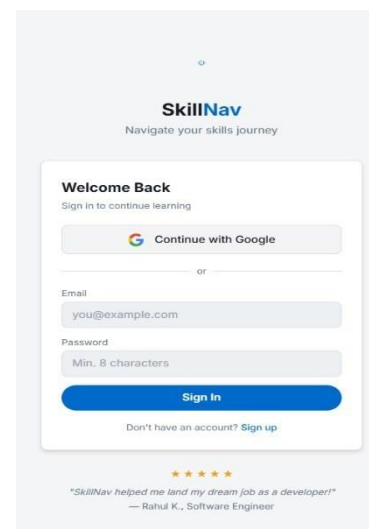 SkillNav
Navigate your skills journey
Welcome Back
Sign in to continue learning
Continue with Google
or
Email
you@example.com
Password
Min. 8 characters
Sign In
Don't have an account? Sign up
"SkillNav helped me land my dream job as a developer!"
— Rahul K., Software Engineer